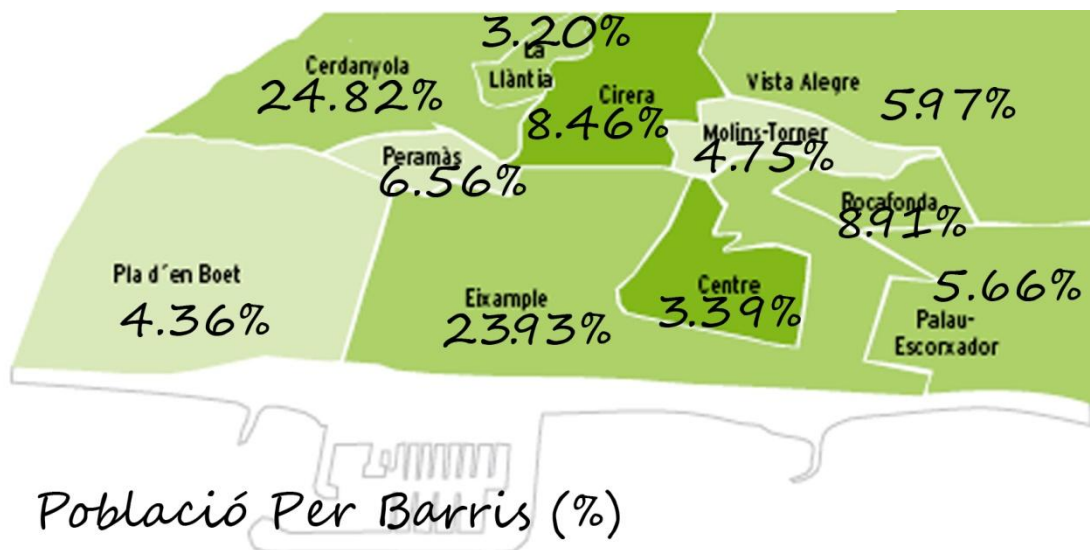 3.20%
La
Llàntia
Cerdanyola
24.82%
Cirera
8.46%
Vista Alegre
5.97%
Molins-Torner
4.75%
Peramàs
6.56%
Rocafonda
8.91%
Pla d´en Boet
4.36%
Eixample
23.93%
Centre
3.39%
5.66%
Palau-
Escorxador
Població Per Barris (%)